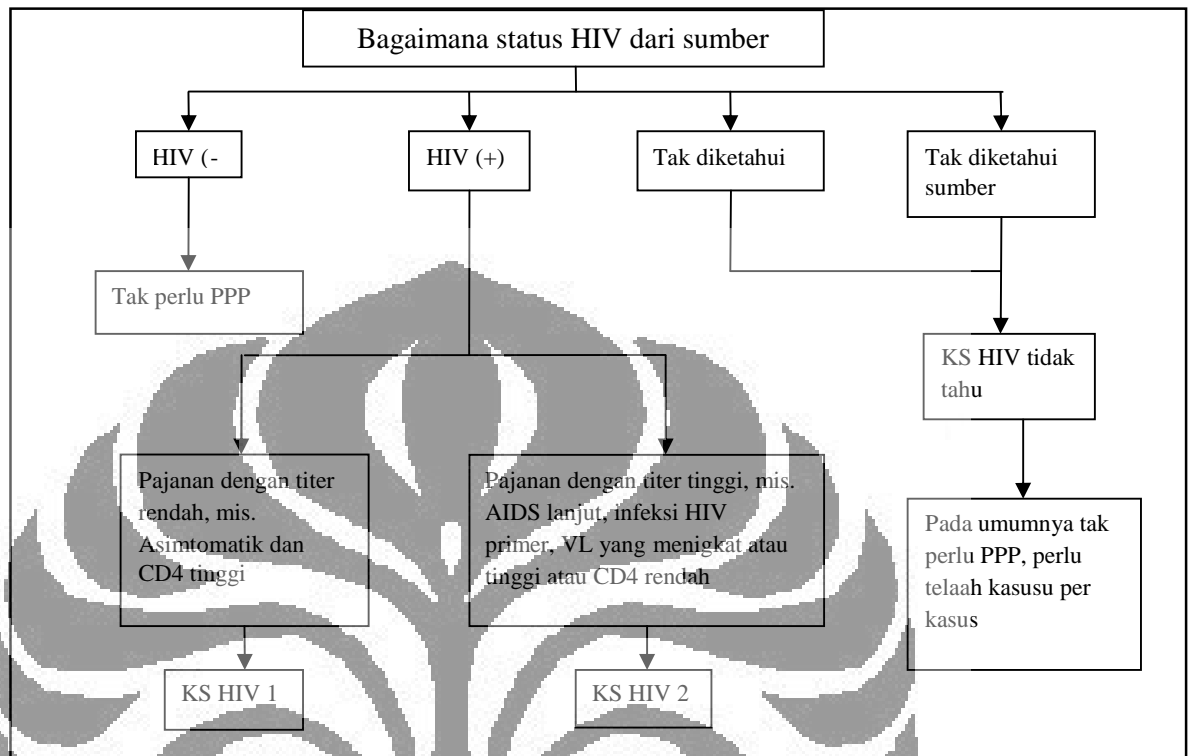 Bagaimana status HIV dari sumber
HIV (-
HIV (+)
Tak diketahui
Tak diketahui
sumber
Tak perlu PPP
KS HIV tidak
tahu
Pajanan dengan titer
rendah, mis.
Asimtomatik dan
CD4 tinggi
Pajanan dengan titer tinggi, mis.
AIDS lanjut, infeksi HIV
primer, VL yang menigkat atau
tinggi atau CD4 rendah
Pada umumnya tak
perlu PPP, perlu
telaah kasusu per
kasus
KS HIV 1
KS HIV 2